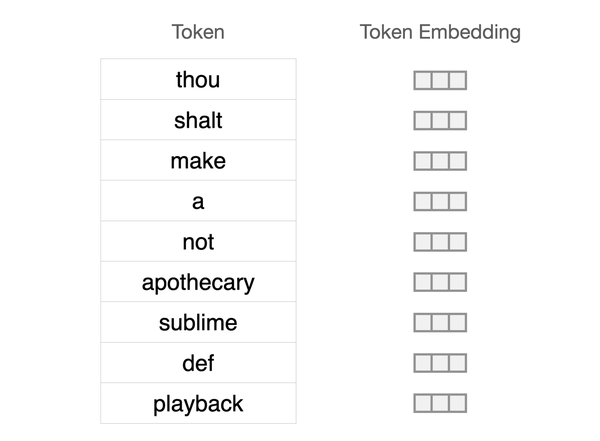 Token Token Embedding
thou
shalt
make
a
not
apothecary
sublime
def
playback